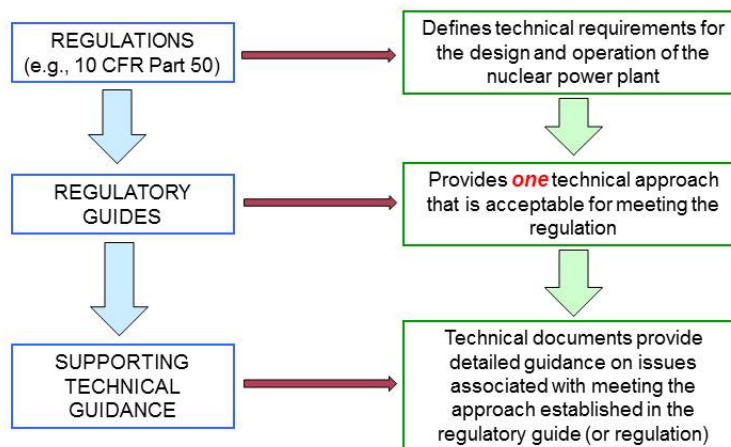 REGULATIONS
(e.g., 10 CFR Part 50)
Defines technical requirements for
the design and operation of the
nuclear power plant
REGULATORY
GUIDES
Provides one technical approach
that is acceptable for meeting the
regulation
SUPPORTING
TECHNICAL
GUIDANCE
Technical documents provide
detailed guidance on issues
associated with meeting the
approach established in the
regulatory guide (or regulation)